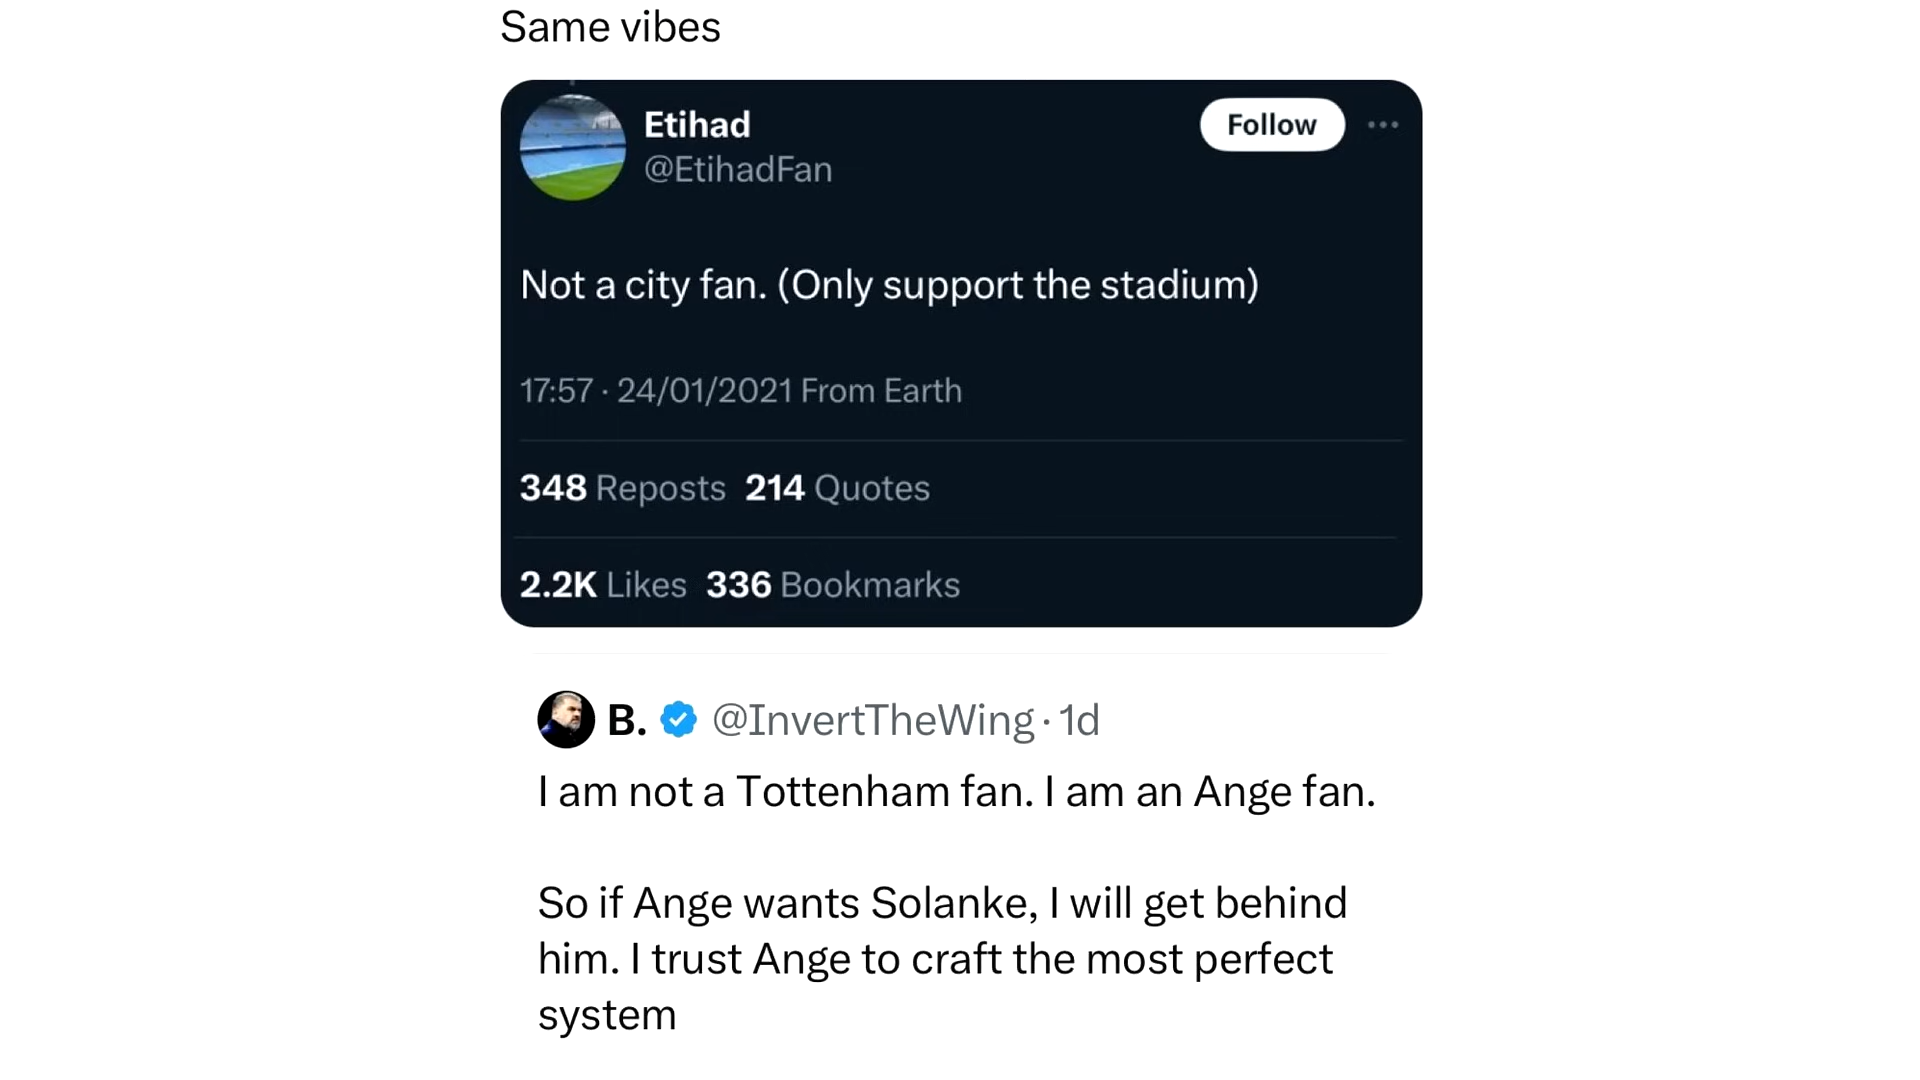 Same vibes
Etihad
Follow
@EtihadFan
Not a city fan. (Only support the stadium)
17:57 · 24/01/2021 From Earth
348 Reposts 214 Quotes
2.2K Likes 336 Bookmarks
B. @InvertTheWing · 1d
I am not a Tottenham fan. I am an Ange fan.
So if Ange wants Solanke, I will get behind
him. I trust Ange to craft the most perfect
system